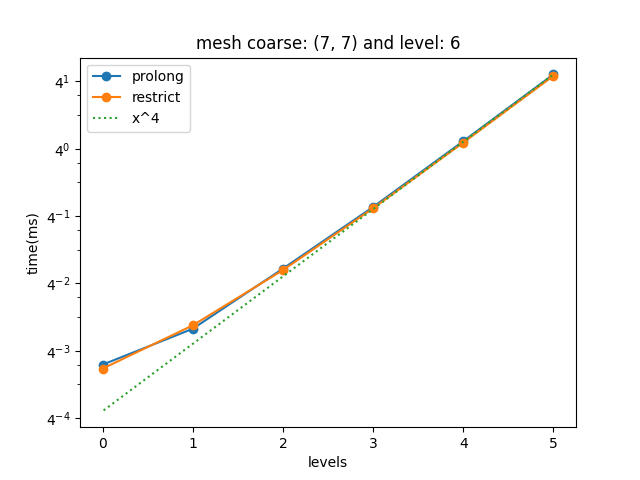 mesh coarse: (7, 7) and level: 6
prolong
restrict
x^4
time(ms)
4^1
4^0
4^-1
4^-2
4^-3
4^-4
0 1 2 3 4 5
levels